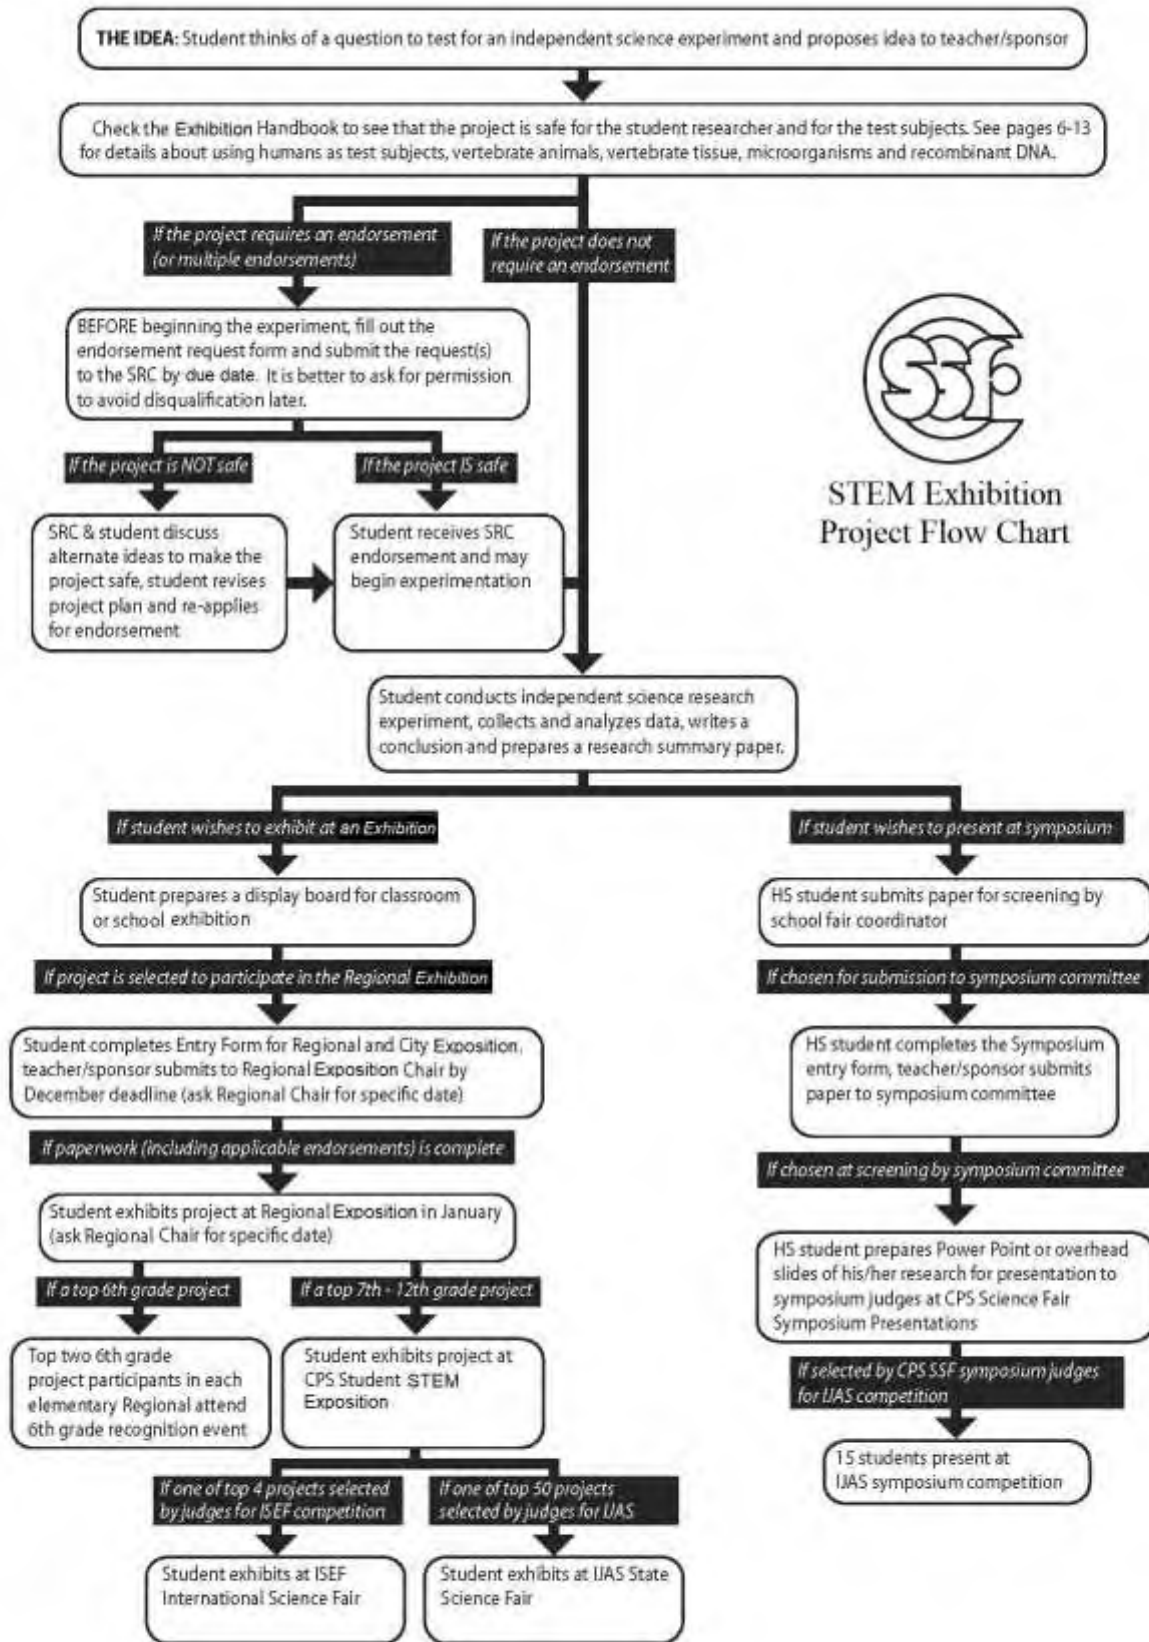 THE IDEA: Student thinks of a question to test for an independent science experiment and proposes idea to teacher/sponsor
Check the Exhibition Handbook to see that the project is safe for the student researcher and for the test subjects. See pages 6-13
for details about using humans as test subjects, vertebrate animals, vertebrate tissue, microorganisms and recombinant DNA.
If the project requires an endorsement
(or multiple endorsements)
If the project does not
require an endorsement
BEFORE beginning the experiment, fill out the
endorsement request form and submit the request(s)
to the SRC by due date. It is better to ask for permission
to avoid disqualification later.
If the project is NOT safe
If the project IS safe
SRC & student discuss
alternate ideas to make the
project safe, student revises
project plan and re-applies
for endorsement
Student receives SRC
endorsement and may
begin experimentation
SSf
STEM Exhibition
Project Flow Chart
Student conducts independent science research
experiment, collects and analyzes data, writes a
conclusion and prepares a research summary paper.
If student wishes to exhibit at an Exhibition
Student prepares a display board for classroom
or school exhibition
If project is selected to participate in the Regional Exhibition
Student completes Entry Form for Regional and City Exposition,
teacher/sponsor submits to Regional Exposition Chair by
December deadline (ask Regional Chair for specific date)
If paperwork (including applicable endorsements) is complete
Student exhibits project at Regional Exposition in January
(ask Regional Chair for specific date)
If a top 6th grade project
If a top 7th - 12th grade project
Top two 6th grade
project participants in each
elementary Regional attend
6th grade recognition event
Student exhibits project at
CPS Student STEM
Exposition
If one of top 4 projects selected
by judges for ISEF competition
If one of top 50 projects
selected by judges for IJAS
Student exhibits at ISEF
International Science Fair
Student exhibits at IJAS State
Science Fair
If student wishes to present at symposium
HS student submits paper for screening by
school fair coordinator
If chosen for submission to symposium committee
HS student completes the Symposium
entry form, teacher/sponsor submits
paper to symposium committee
If chosen at screening by symposium committee
HS student prepares Power Point or overhead
slides of his/her research for presentation to
symposium judges at CPS Science Fair
Symposium Presentations
If selected by CPS SSF symposium judges
for IJAS competition
15 students present at
IJAS symposium competition